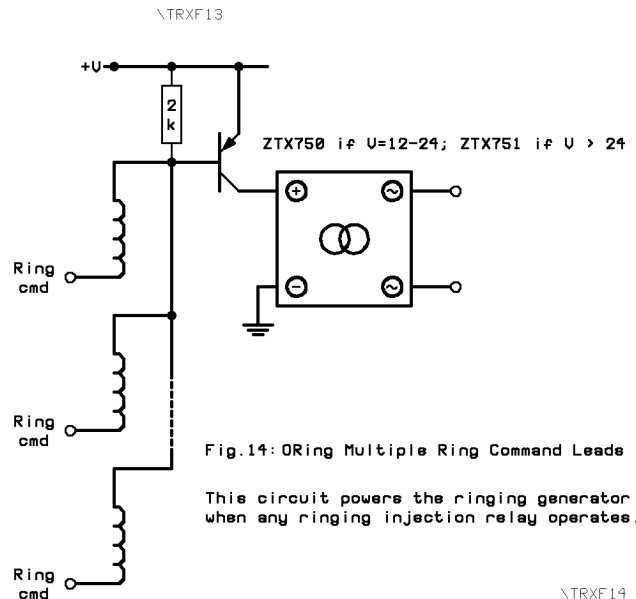 \TRXF13
+V
2
k
ZTX750 if V=12-24; ZTX751 if V > 24
+
~
Ring
cmd
-
~
Ring
cmd
Fig.14: ORing Multiple Ring Command Leads
This circuit powers the ringing generator
when any ringing injection relay operates.
Ring
cmd
\TRXF14